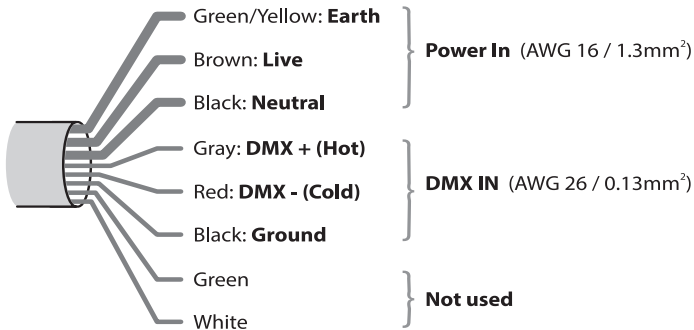 Green/Yellow: Earth
Brown: Live
Black: Neutral
Power In (AWG 16 / 1.3mm²)
Gray: DMX + (Hot)
Red: DMX - (Cold)
Black: Ground
DMX IN (AWG 26 / 0.13mm²)
Green
White
Not used